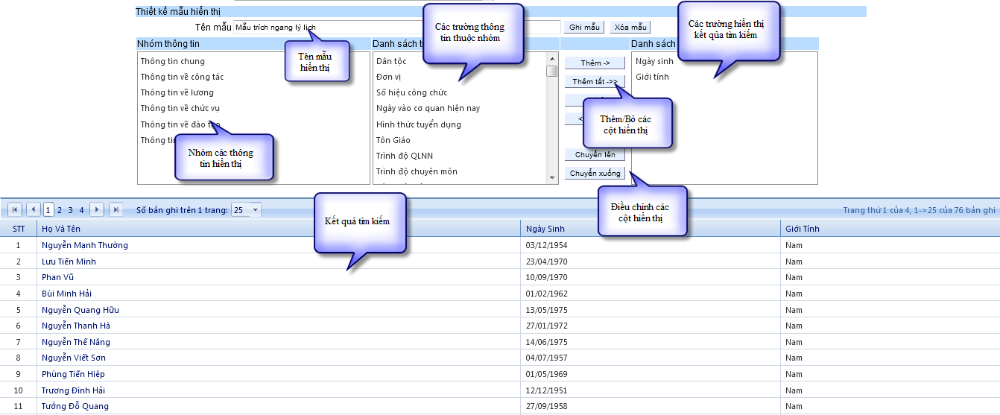 Thiết kế mẫu hiển thị
Tên mẫu Mẫu trích ngang lý lịch Ghi mẫu Xóa mẫu
Nhóm thông tin
Thông tin chung
Thông tin về công tác
Thông tin về lương
Thông tin về chức vụ
Thông tin về đào
Thông
Tên mẫu
hiển thị
Nhóm các thông
tin hiển thị
Danh sách
Dân tộc
Đơn vị
Số hiệu công chức
Ngày vào cơ quan hiện nay
Hình thức tuyển dụng
Tôn Giáo
Trình độ QLNN
Trình độ chuyên môn
Các trường thông
tin thuộc nhóm
Thêm ->
Thêm tất ->>
<
Chuyển lên
Chuyển xuống
Thêm/Bỏ các
cột hiển thị
Điều chỉnh các
cột hiển thị
Danh sách
Ngày sinh
Giới tính
Các trường hiển thị
kết qủa tìm kiếm
1 2 3 4 Số bản ghi trên 1 trang: 25 Trang thứ 1 của 4, 1->25 của 76 bản ghi
Kết quả tìm kiếm
STT Họ Và Tên Ngày Sinh Giới Tính
1 Nguyễn Mạnh Thường 03/12/1954 Nam
2 Lưu Tiến Minh 23/04/1970 Nam
3 Phan Vũ 10/09/1970 Nam
4 Bùi Minh Hải 01/02/1962 Nam
5 Nguyễn Quang Hữu 13/05/1975 Nam
6 Nguyễn Thanh Hà 27/01/1972 Nam
7 Nguyễn Thế Năng 14/06/1975 Nam
8 Nguyễn Viết Sơn 04/07/1957 Nam
9 Phùng Tiến Hiệp 01/05/1969 Nam
10 Trương Đình Hải 12/12/1951 Nam
11 Tưởng Đỗ Quang 27/09/1958 Nam